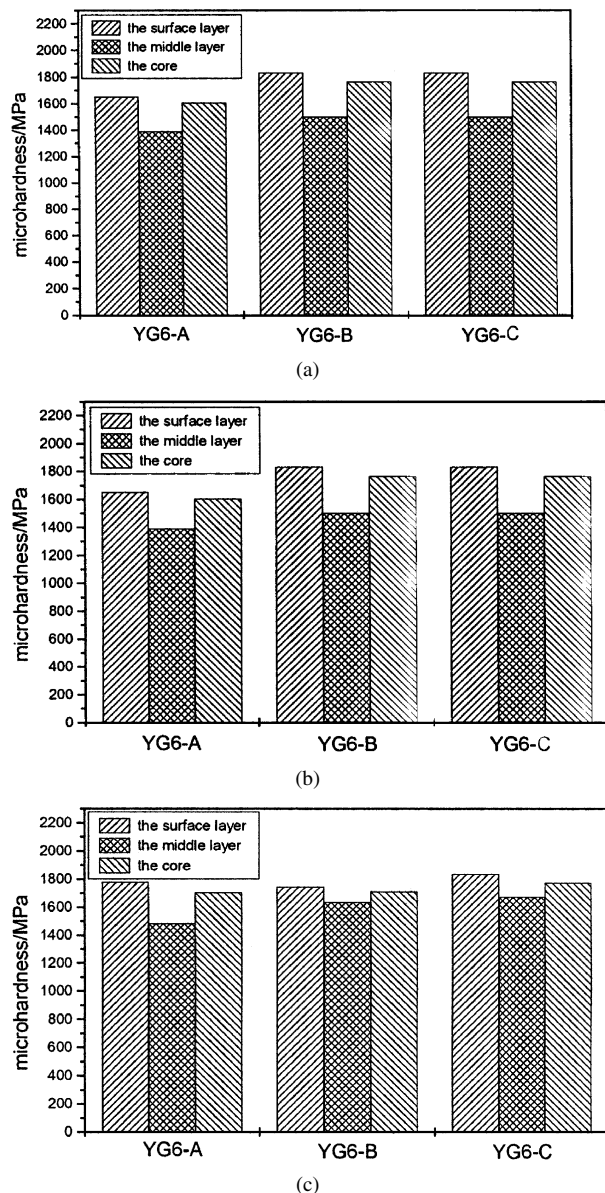 2200
2000
1800
1600
1400
1200
1000
800
600
400
200
0
microhardness/MPa
the surface layer
the middle layer
the core
YG6-A YG6-B YG6-C
(a)
2200
2000
1800
1600
1400
1200
1000
800
600
400
200
0
microhardness/MPa
the surface layer
the middle layer
the core
YG6-A YG6-B YG6-C
(b)
2200
2000
1800
1600
1400
1200
1000
800
600
400
200
0
microhardness/MPa
the surface layer
the middle layer
the core
YG6-A YG6-B YG6-C
(c)